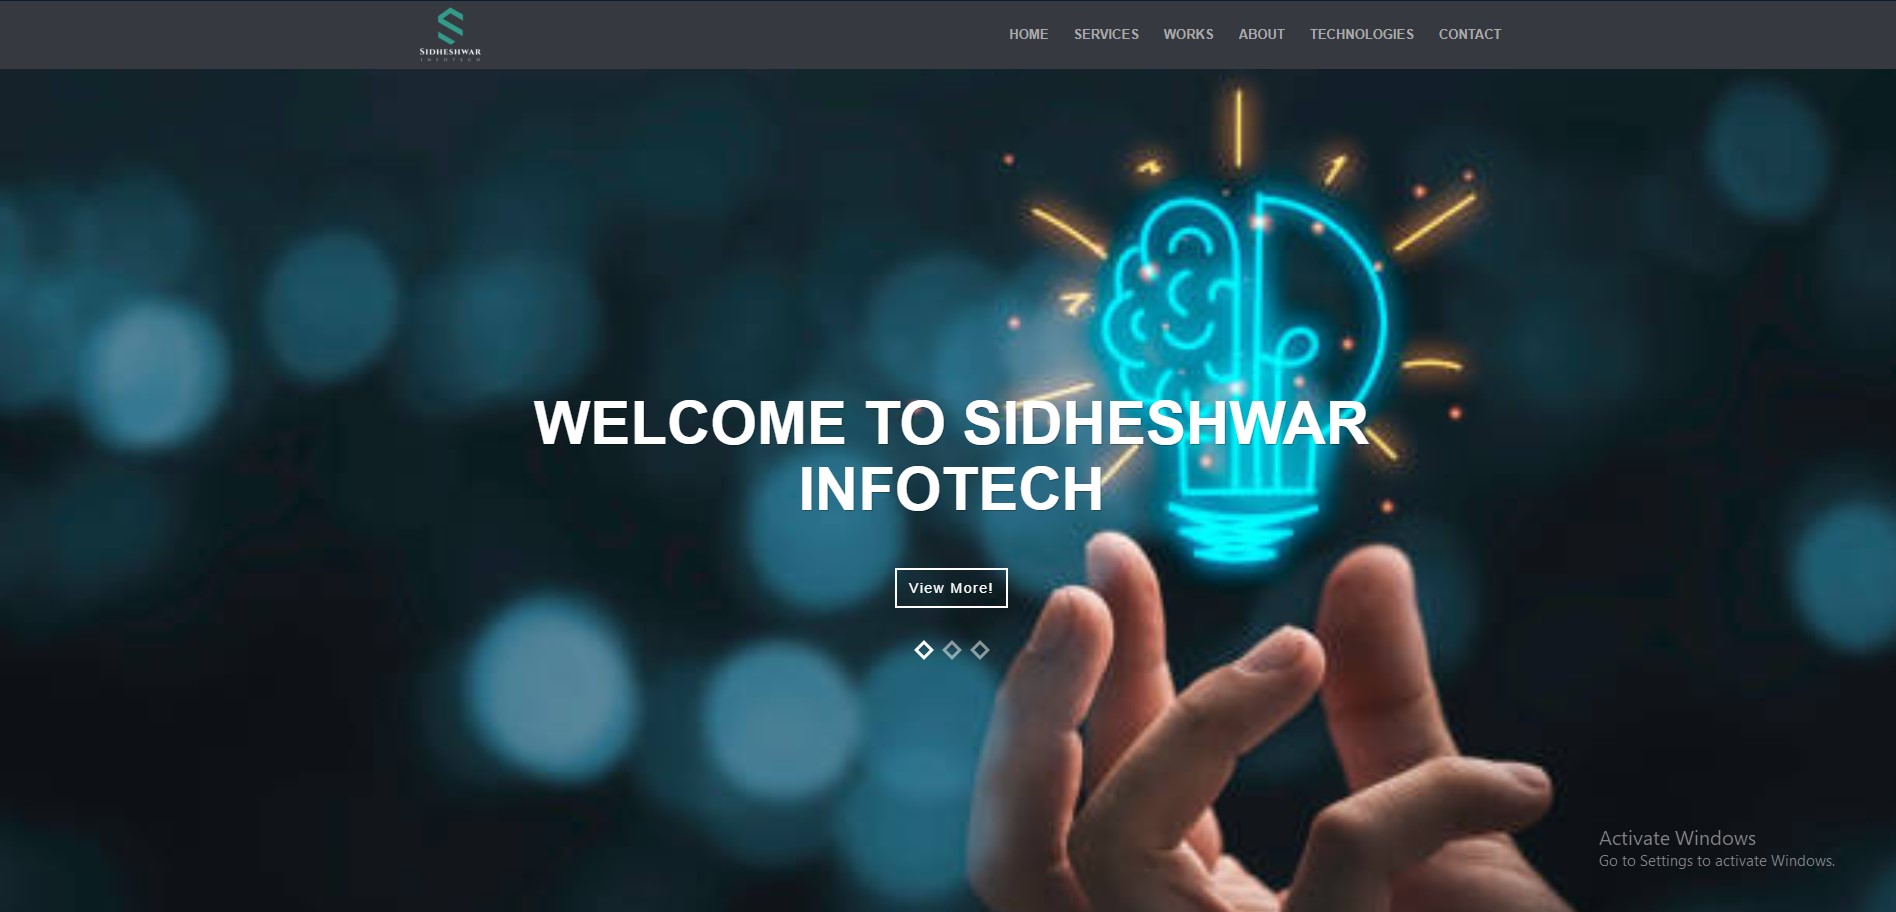 SIDHESHWAR
INFOTECH
HOME SERVICES WORKS ABOUT TECHNOLOGIES CONTACT
WELCOME TO SIDHESHWAR
INFOTECH
View More!
Activate Windows
Go to Settings to activate Windows.